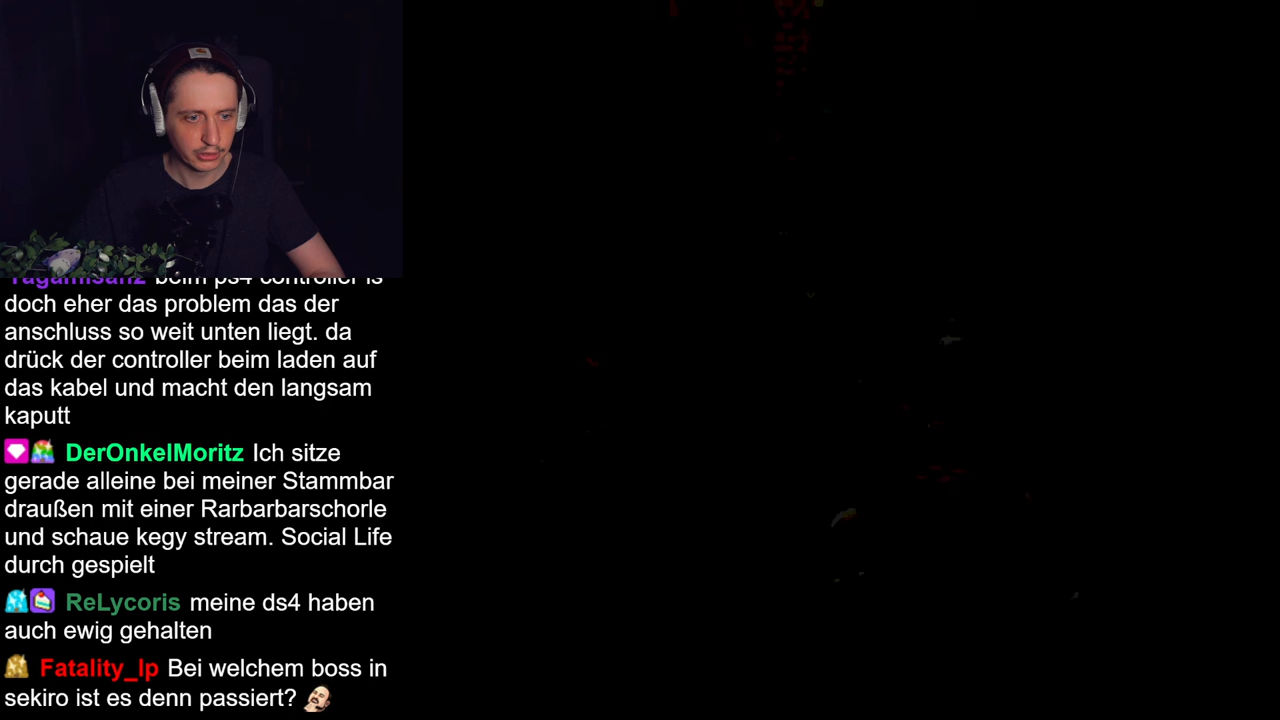 Yagamisanz beim ps4 controller is
doch eher das problem das der
anschluss so weit unten liegt. da
drück der controller beim laden auf
das kabel und macht den langsam
kaputt
DerOnkelMoritz Ich sitze
gerade alleine bei meiner Stammbar
draußen mit einer Rarbarbarschorle
und schaue kegy stream. Social Life
durch gespielt
ReLycoris meine ds4 haben
auch ewig gehalten
Fatality_lp Bei welchem boss in
sekiro ist es denn passiert?